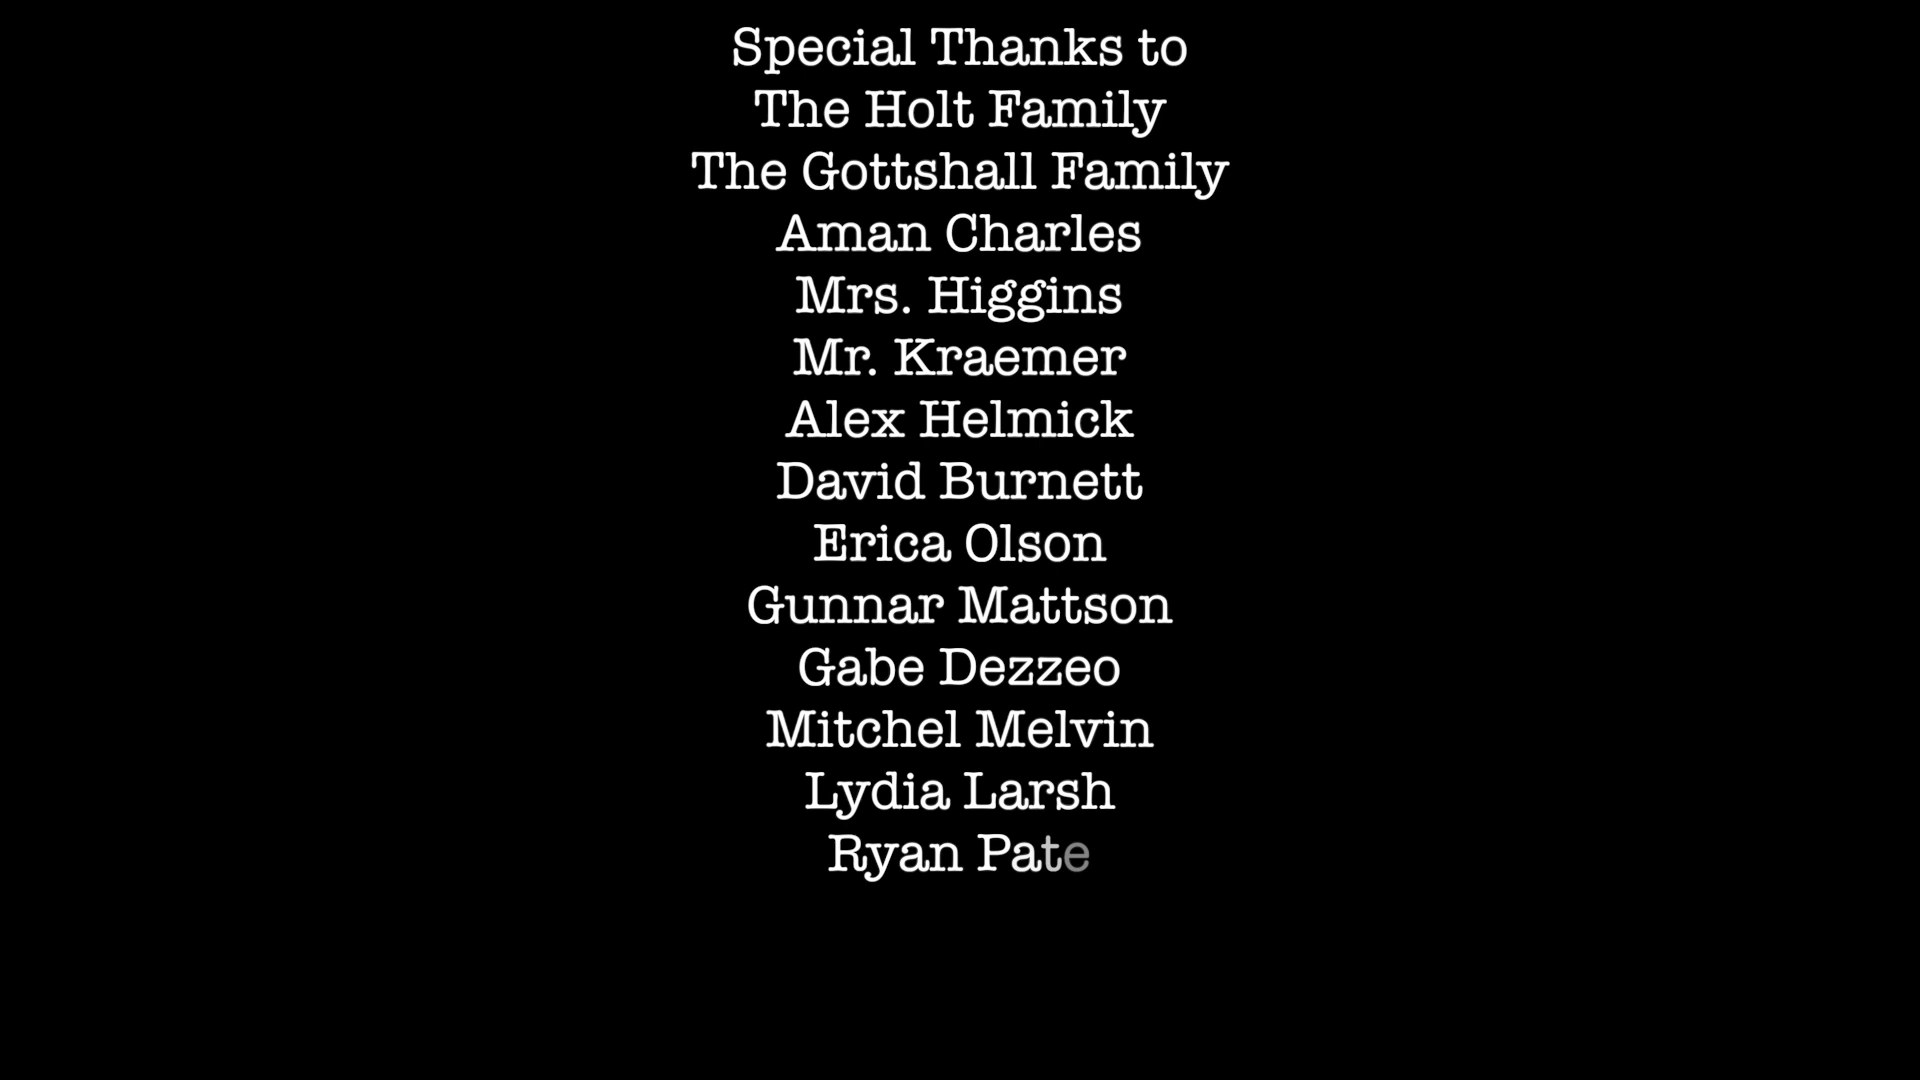 Special Thanks to
The Holt Family
The Gottshall Family
Aman Charles
Mrs. Higgins
Mr. Kraemer
Alex Helmick
David Burnett
Erica Olson
Gunnar Mattson
Gabe Dezzeo
Mitchel Melvin
Lydia Larsh
Ryan Pate